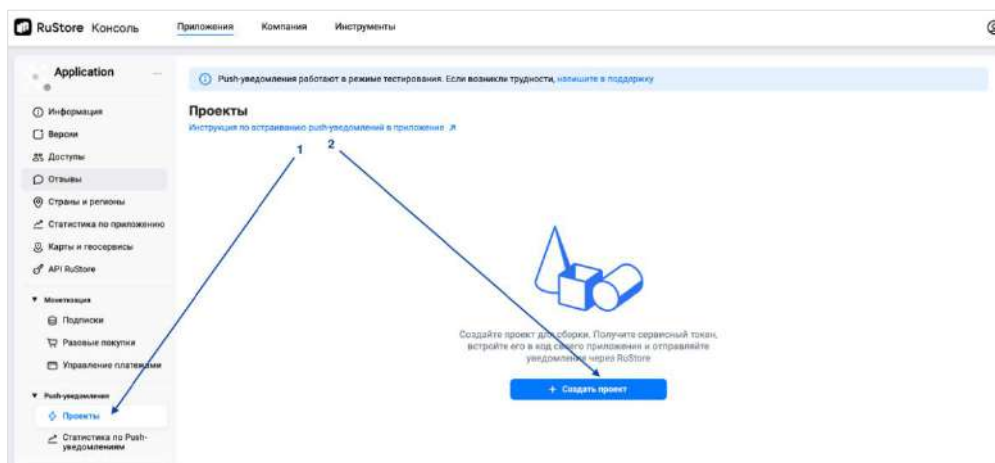 RuStore Консоль
Приложения
Компания
Инструменты
Application
Push-уведомления работают в режиме тестирования. Если возникли трудности, напишите в поддержку
Информация
Версии
Доступы
Отзывы
Страны и регионы
Статистика по приложению
Карты и геосервисы
API RuStore
Монетизация
Подписки
Разовые покупки
Управление платежами
Push-уведомления
Проекты
Статистика по Push-
уведомлениям
Проекты
Инструкция по встраиванию push-уведомлений в приложение
1
2
Создайте проект для сборки. Получите сервисный токен,
встройте его в код своего приложения и отправляйте
уведомления через RuStore
+ Создать проект